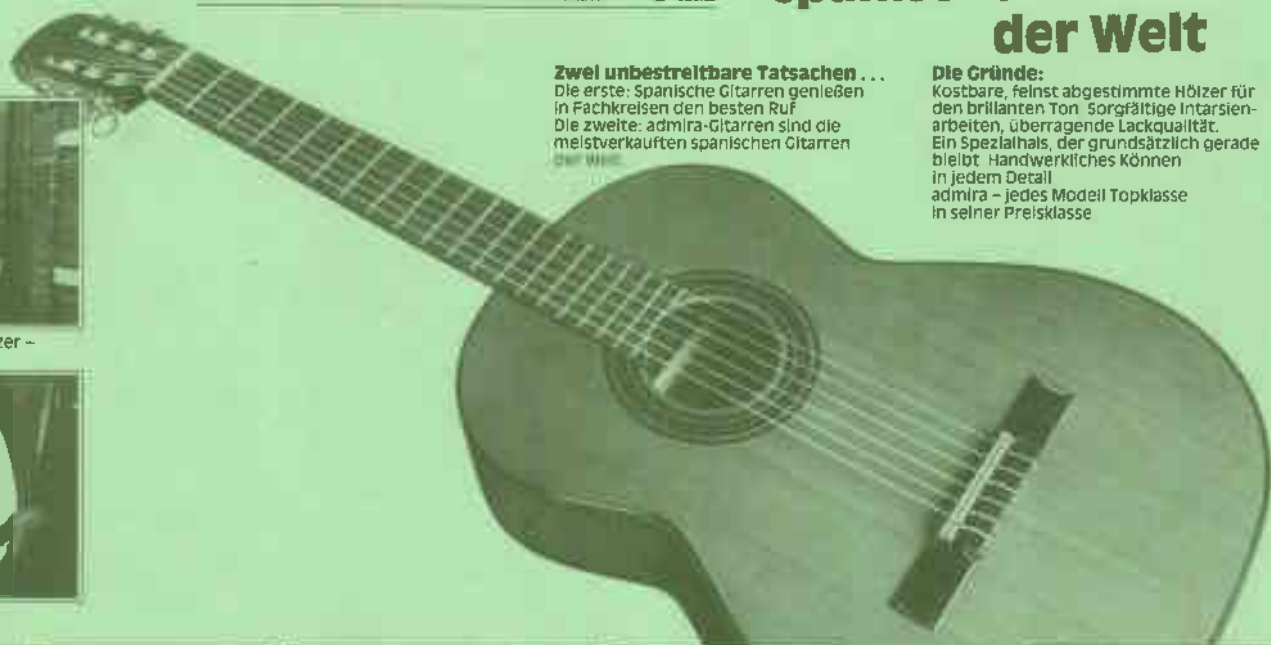 der Welt
Zwei unbestreitbare Tatsachen ...
Die erste: Spanische Gitarren genießen
in Fachkreisen den besten Ruf
Die zweite: admira-Gitarren sind die
meistverkauften spanischen Gitarren
der Welt.
Die Gründe:
Kostbare, feinst abgestimmte Hölzer für
den brillanten Ton Sorgfältige Intarsien-
arbeiten, überragende Lackqualität.
Ein Spezialhals, der grundsätzlich gerade
bleibt Handwerkliches Können
in jedem Detail
admira – jedes Modell Topklasse
in seiner Preisklasse